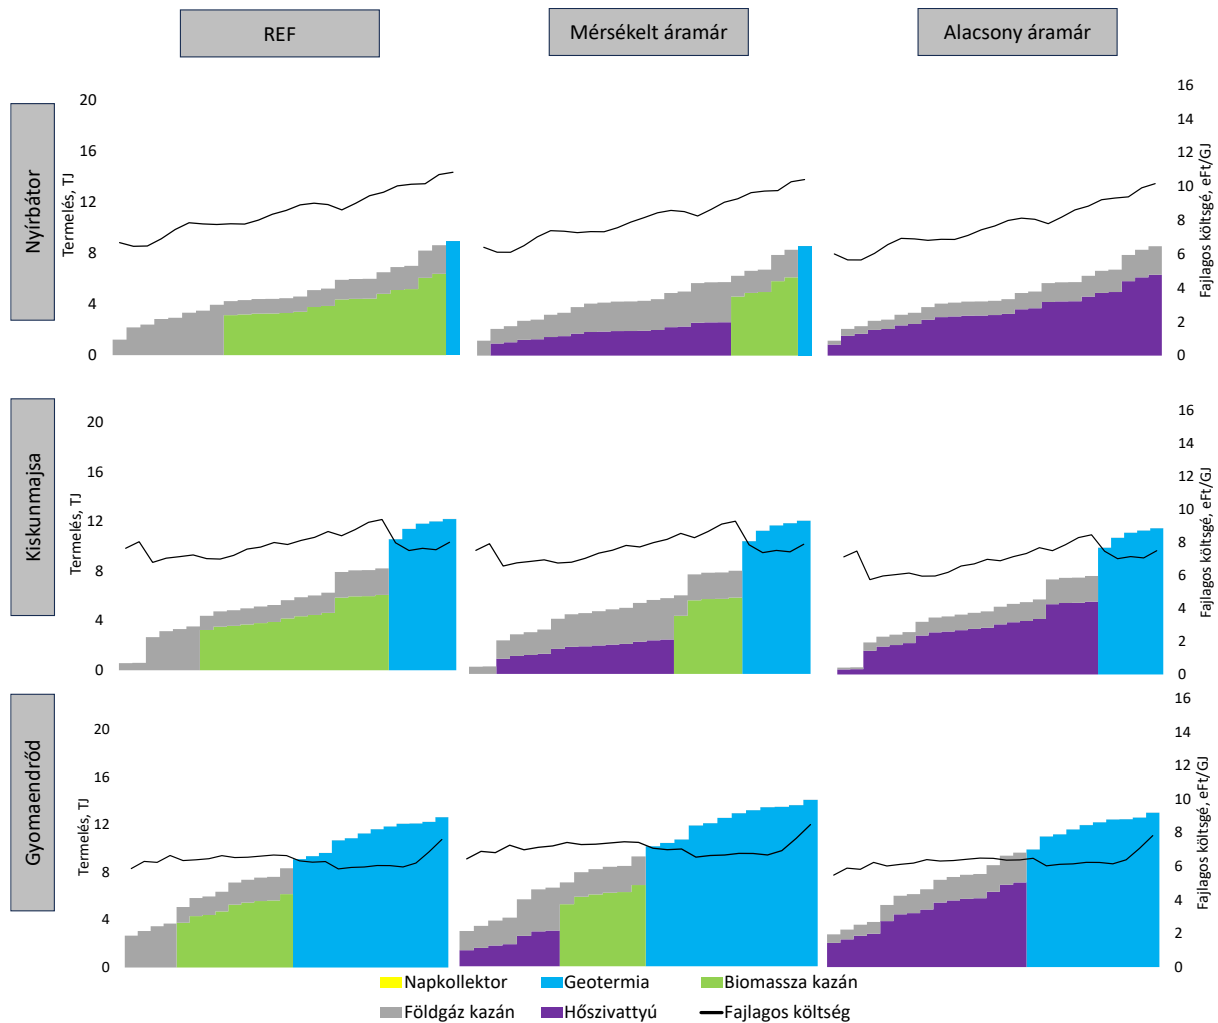 REF
Mérsékelt áramár
Alacsony áramár
Nyírbátor
Termelés, TJ
20
16
12
8
4
0
16
14
12
10
8
6
4
2
0
Fajlagos költségé, eFt/GJ
Kiskunmajsa
Termelés, TJ
20
16
12
8
4
0
16
14
12
10
8
6
4
2
0
Fajlagos költségé, eFt/GJ
Gyomaendrőd
Termelés, TJ
20
16
12
8
4
0
16
14
12
10
8
6
4
2
0
Fajlagos költségé, eFt/GJ
Napkollektor
Geotermia
Biomassza kazán
Földgáz kazán
Hőszivattyú
Fajlagos költség